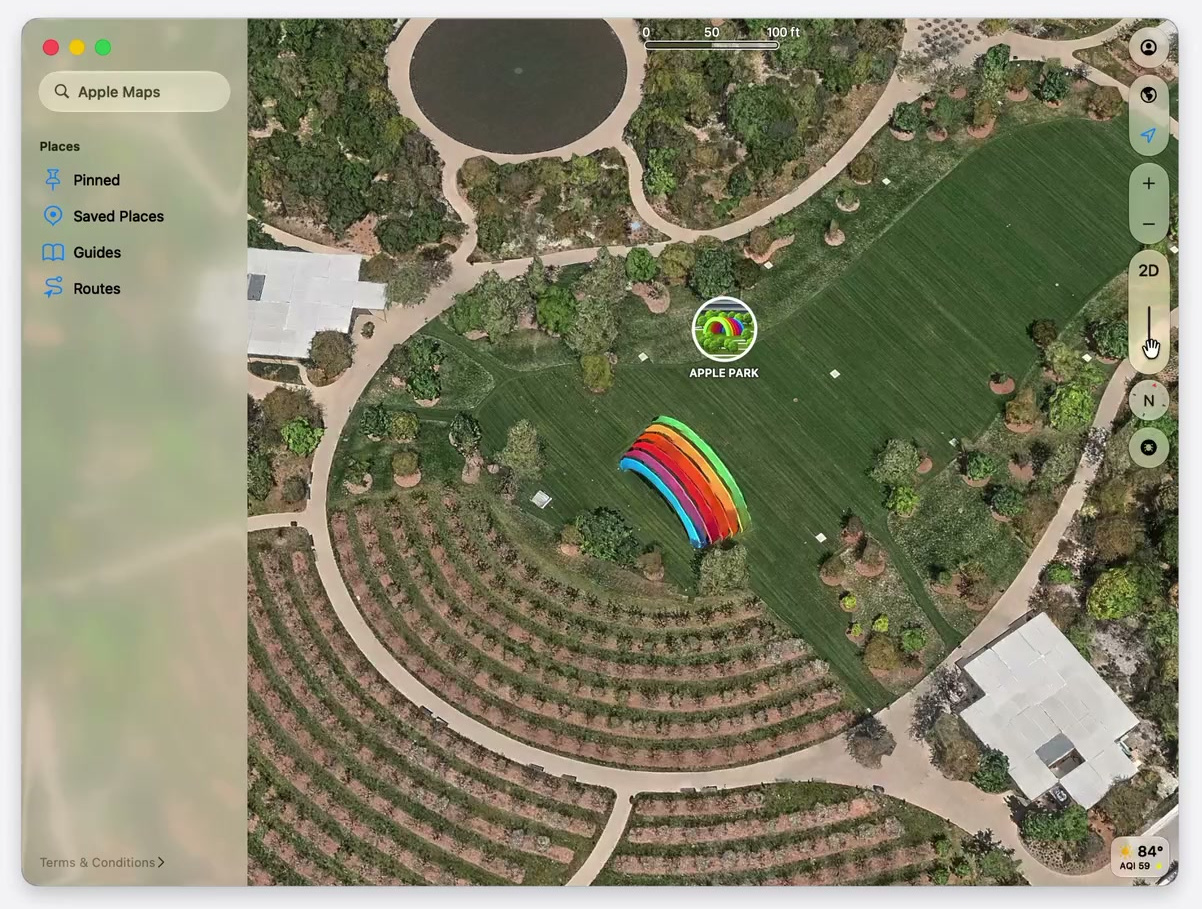 0 50 100 ft
Apple Maps
Places
Pinned
Saved Places
Guides
Routes
+
−
2D
N
APPLE PARK
Terms & Conditions >
84°
AQI 59